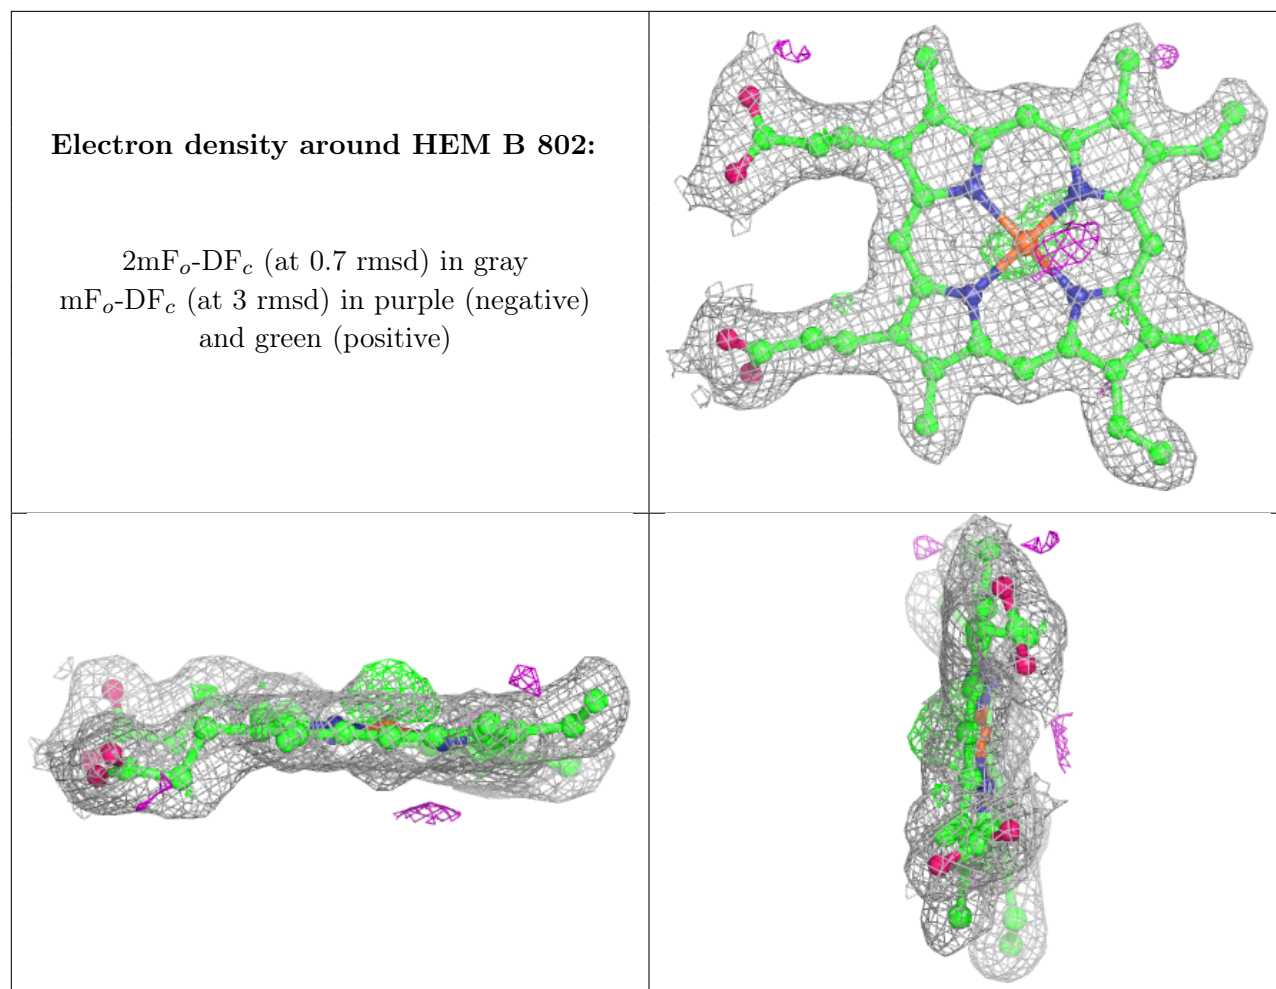 Electron density around HEM B 802:
2mFo-DFc (at 0.7 rmsd) in gray
mFo-DFc (at 3 rmsd) in purple (negative)
and green (positive)